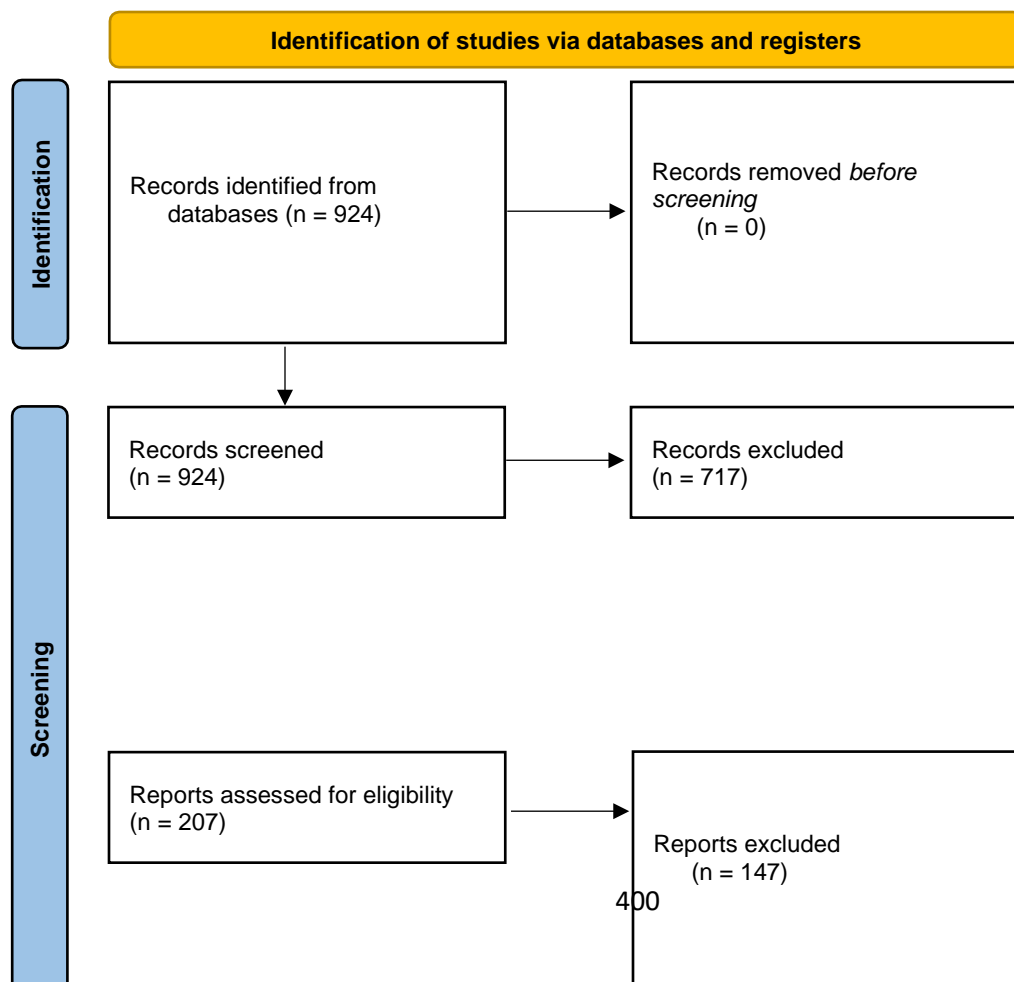 Identification of studies via databases and registers
Identification
Records identified from
databases (n = 924)
Records removed before
screening
(n = 0)
Screening
Records screened
(n = 924)
Records excluded
(n = 717)
Reports assessed for eligibility
(n = 207)
Reports excluded
(n = 147)
400